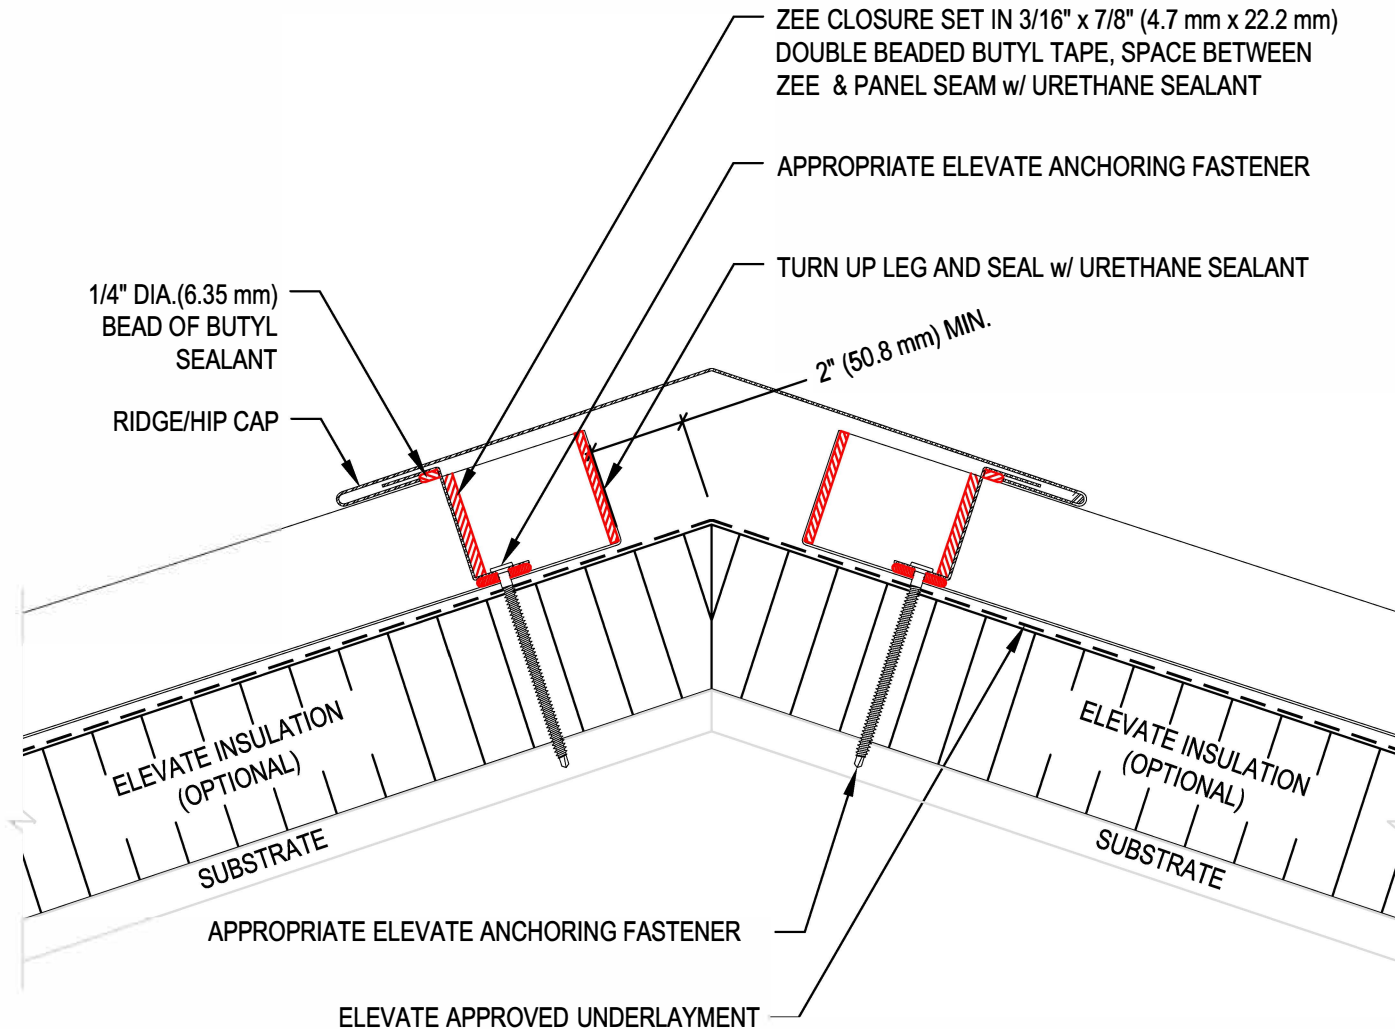 ZEE CLOSURE SET IN 3/16" x 7/8" (4.7 mm x 22.2 mm)
DOUBLE BEADED BUTYL TAPE, SPACE BETWEEN
ZEE & PANEL SEAM w/ URETHANE SEALANT
APPROPRIATE ELEVATE ANCHORING FASTENER
TURN UP LEG AND SEAL w/ URETHANE SEALANT
1/4" DIA.(6.35 mm)
BEAD OF BUTYL
SEALANT
2" (50.8 mm) MIN.
RIDGE/HIP CAP
ELEVATE INSULATION
(OPTIONAL)
SUBSTRATE
ELEVATE INSULATION
(OPTIONAL)
SUBSTRATE
APPROPRIATE ELEVATE ANCHORING FASTENER
ELEVATE APPROVED UNDERLAYMENT